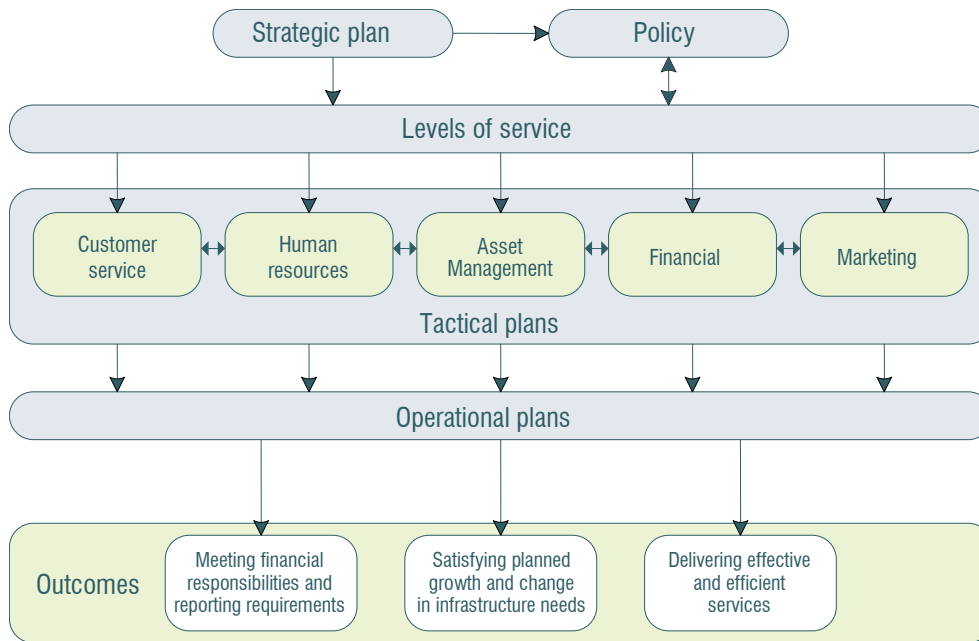 Strategic plan
Policy
Levels of service
Customer
service
Human
resources
Asset
Management
Financial
Marketing
Tactical plans
Operational plans
Outcomes
Meeting financial
responsibilities and
reporting requirements
Satisfying planned
growth and change
in infrastructure needs
Delivering effective
and efficient
services